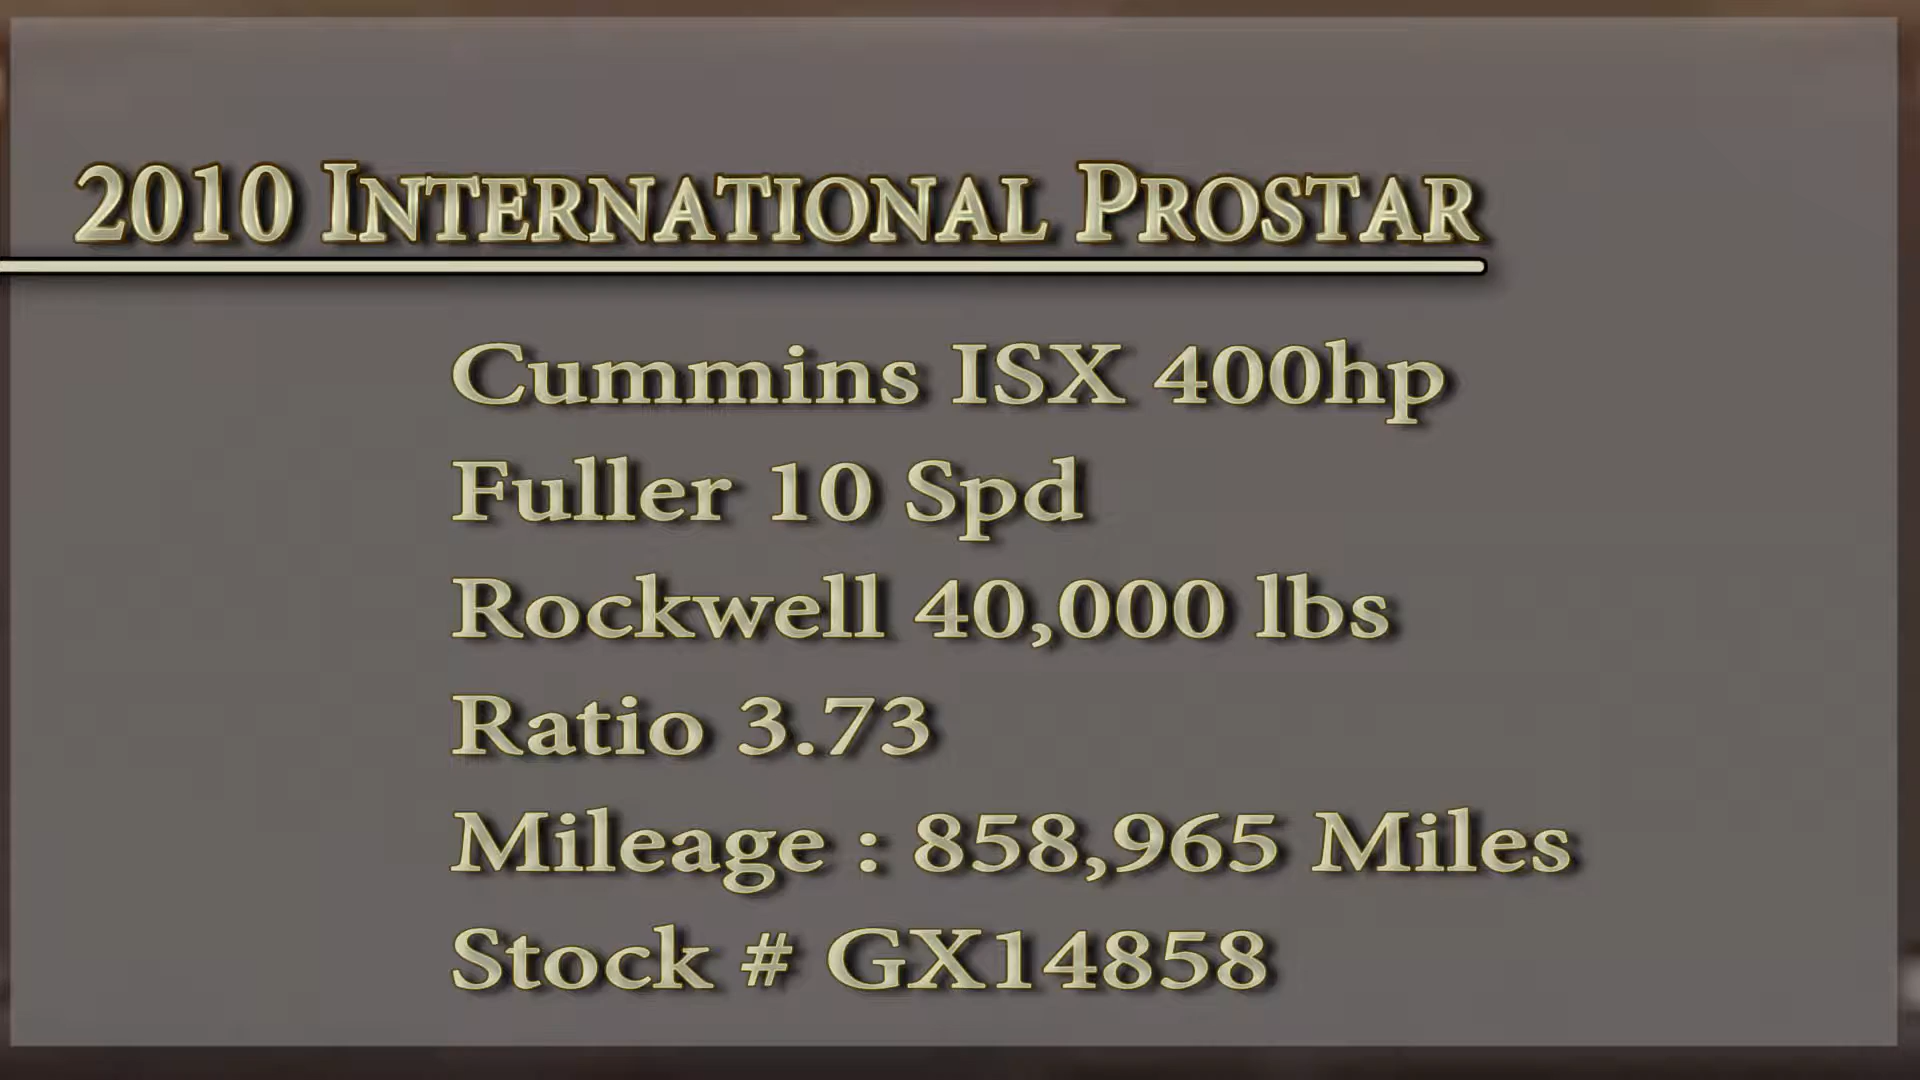 2010 International Prostar
Cummins ISX 400hp
Fuller 10 Spd
Rockwell 40,000 lbs
Ratio 3.73
Mileage : 858,965 Miles
Stock # GX14858